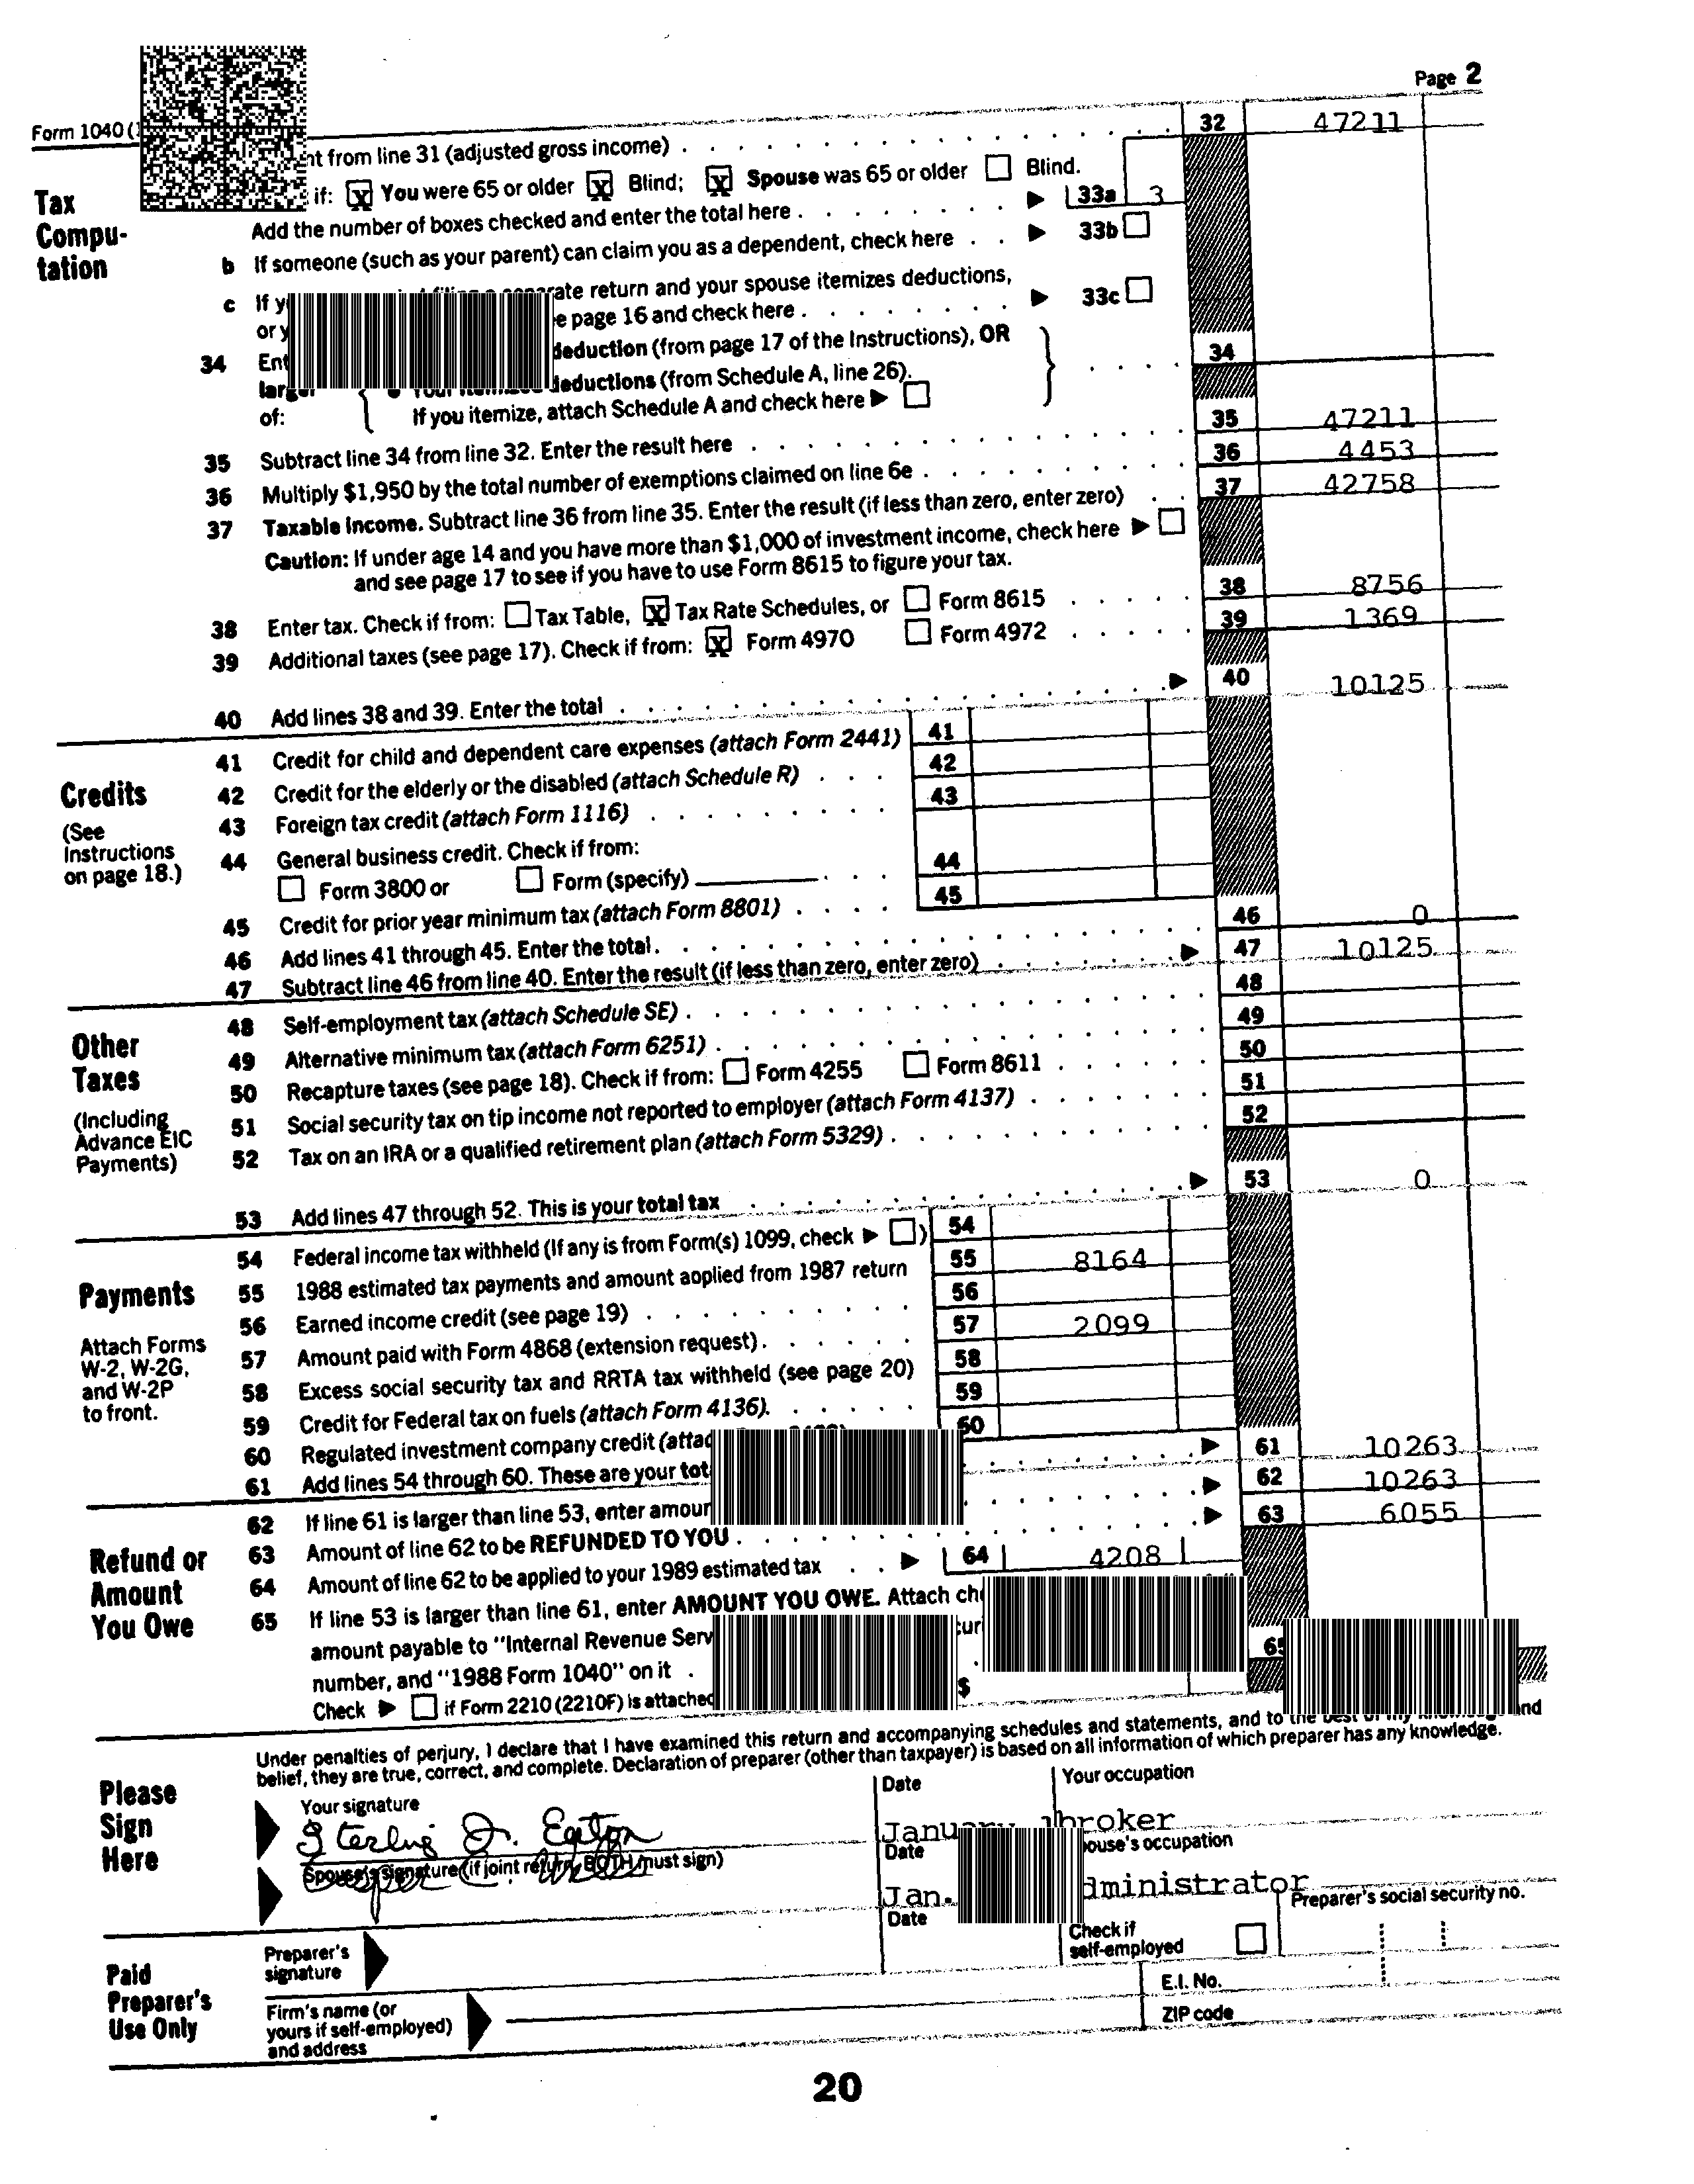 Page 2
Form 1040 (
nt from line 31 (adjusted gross income) 32 47211
Tax Compu-tation
if: X You were 65 or older X Blind; X Spouse was 65 or older Blind.
Add the number of boxes checked and enter the total here 33a 3
b If someone (such as your parent) can claim you as a dependent, check here 33b
c If y rate return and your spouse itemizes deductions,
or y e page 16 and check here 33c
34 Ent deduction (from page 17 of the Instructions), OR 34
larger deductions (from Schedule A, line 26).
of: If you itemize, attach Schedule A and check here
35 Subtract line 34 from line 32. Enter the result here 35 47211
36 Multiply $1,950 by the total number of exemptions claimed on line 6e 36 4453
37 Taxable Income. Subtract line 36 from line 35. Enter the result (if less than zero, enter zero) 37 42758
Caution: If under age 14 and you have more than $1,000 of investment income, check here
and see page 17 to see if you have to use Form 8615 to figure your tax.
38 Enter tax. Check if from: Tax Table, X Tax Rate Schedules, or Form 8615 38 8756
39 Additional taxes (see page 17). Check if from: X Form 4970 Form 4972 39 1369
40 Add lines 38 and 39. Enter the total 40 10125
Credits
(See Instructions on page 18.)
41 Credit for child and dependent care expenses (attach Form 2441) 41
42 Credit for the elderly or the disabled (attach Schedule R) 42
43 Foreign tax credit (attach Form 1116) 43
44 General business credit. Check if from:
Form 3800 or Form (specify) 44
45 Credit for prior year minimum tax (attach Form 8801) 45
46 Add lines 41 through 45. Enter the total. 46 0
47 Subtract line 46 from line 40. Enter the result (if less than zero, enter zero) 47 10125
Other Taxes
(Including Advance EIC Payments)
48 Self-employment tax (attach Schedule SE) 48
49 Alternative minimum tax (attach Form 6251) 49
50 Recapture taxes (see page 18). Check if from: Form 4255 Form 8611 50
51 Social security tax on tip income not reported to employer (attach Form 4137) 51
52 Tax on an IRA or a qualified retirement plan (attach Form 5329) 52
53 Add lines 47 through 52. This is your total tax 53 0
Payments
Attach Forms W-2, W-2G, and W-2P to front.
54 Federal income tax withheld (If any is from Form(s) 1099, check ) 54
55 1988 estimated tax payments and amount applied from 1987 return 55 8164
56 Earned income credit (see page 19) 56
57 Amount paid with Form 4868 (extension request). 57 2099
58 Excess social security tax and RRTA tax withheld (see page 20) 58
59 Credit for Federal tax on fuels (attach Form 4136). 59
60 Regulated investment company credit (attac 60
61 Add lines 54 through 60. These are your tot 61 10263
Refund or Amount You Owe
62 If line 61 is larger than line 53, enter amour 62 10263
63 Amount of line 62 to be REFUNDED TO YOU 63 6055
64 Amount of line 62 to be applied to your 1989 estimated tax 64 4208
65 If line 53 is larger than line 61, enter AMOUNT YOU OWE. Attach ch
amount payable to "Internal Revenue Serv cur 65
number, and "1988 Form 1040" on it
Check if Form 2210 (2210F) is attached $
Please Sign Here
Under penalties of perjury, I declare that I have examined this return and accompanying schedules and statements, and to the best of my knowledge and
belief, they are true, correct, and complete. Declaration of preparer (other than taxpayer) is based on all information of which preparer has any knowledge.
Your signature Date Your occupation
Sterling Jr. Eaton January 1 broker
Spouse's signature (if joint return, BOTH must sign) Date pouse's occupation
Jan. dministrator
Paid Preparer's Use Only
Preparer's signature Date Check if self-employed Preparer's social security no.
Firm's name (or yours if self-employed) and address E.I. No.
ZIP code
20